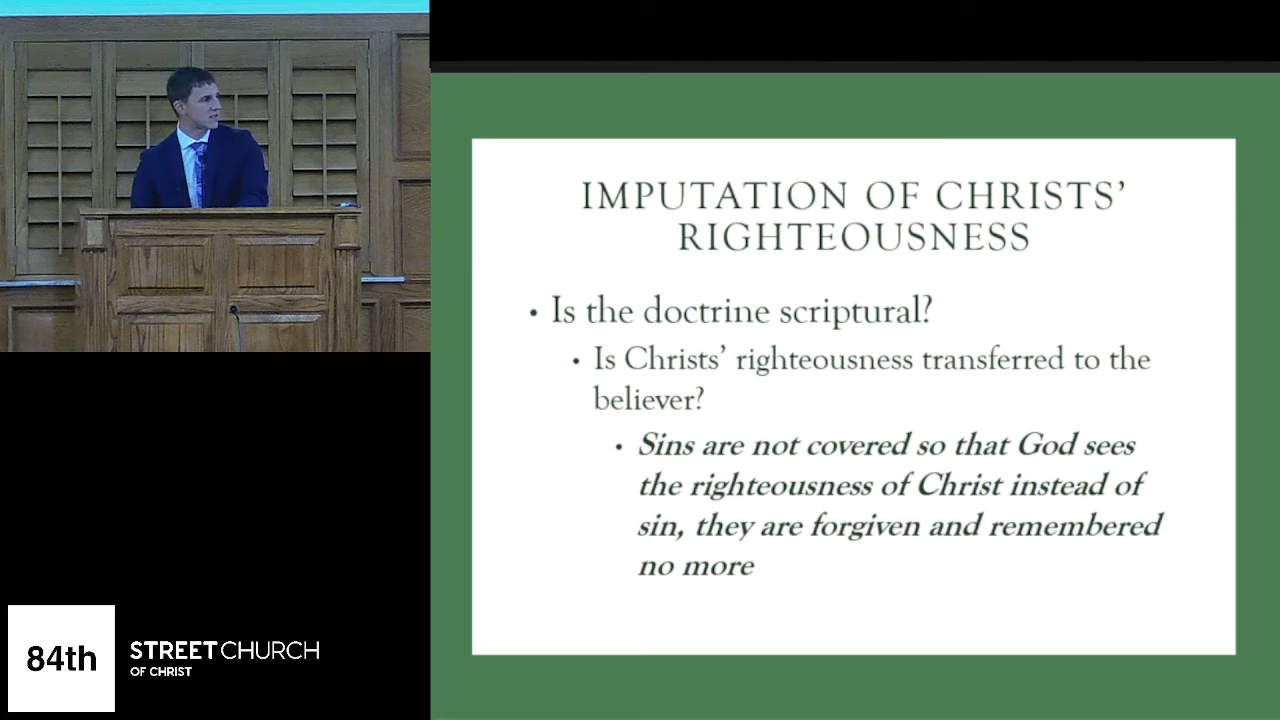 IMPUTATION OF CHRISTS’
RIGHTEOUSNESS
• Is the doctrine scriptural?
• Is Christs’ righteousness transferred to the
believer?
• Sins are not covered so that God sees
the righteousness of Christ instead of
sin, they are forgiven and remembered
no more
84th
STREET CHURCH
OF CHRIST